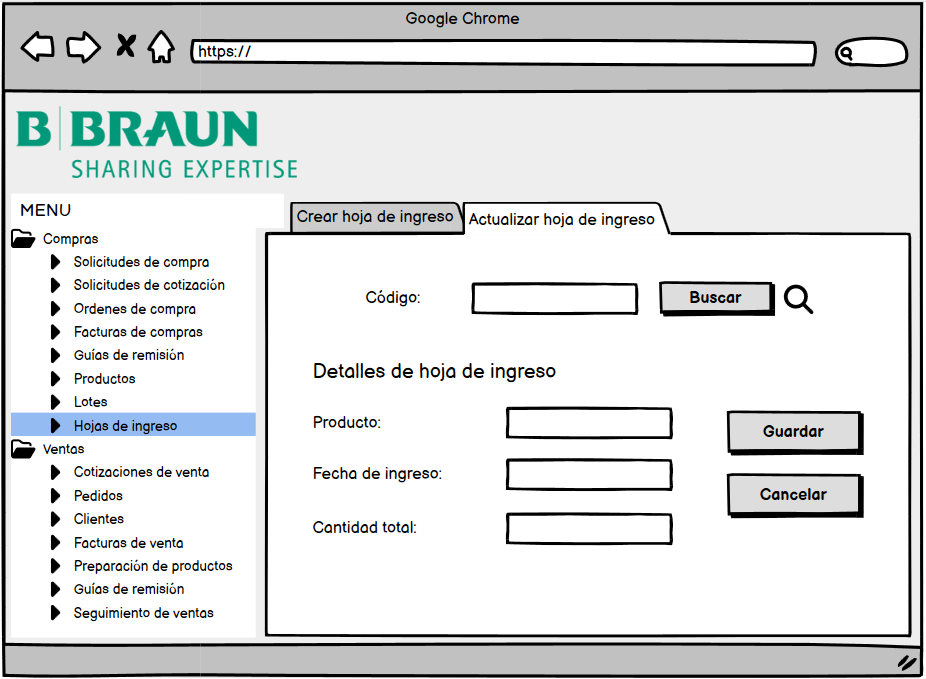 Google Chrome
https://
B BRAUN
SHARING EXPERTISE
MENU
Compras
Solicitudes de compra
Solicitudes de cotización
Ordenes de compra
Facturas de compras
Guías de remisión
Productos
Lotes
Hojas de ingreso
Ventas
Cotizaciones de venta
Pedidos
Clientes
Facturas de venta
Preparación de productos
Guías de remisión
Seguimiento de ventas
Crear hoja de ingreso
Actualizar hoja de ingreso
Código:
Buscar
Detalles de hoja de ingreso
Producto:
Fecha de ingreso:
Cantidad total:
Guardar
Cancelar